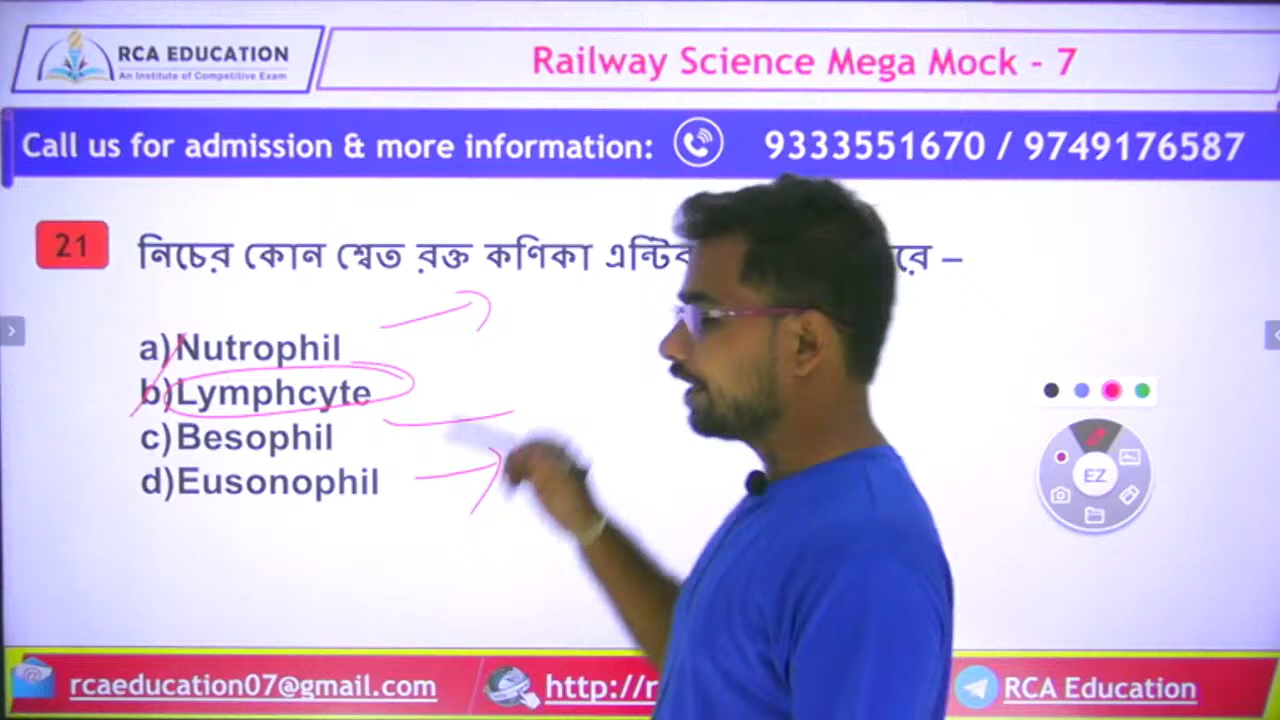 RCA EDUCATION
An Institute of Competitive Exam
Railway Science Mega Mock - 7
Call us for admission & more information: 9333551670 / 9749176587
21 নিচের কোন শ্বেত রক্ত কণিকা –
a) Nutrophil
b) Lymphcyte
c) Besophil
d) Eusonophil
EZ
rcaeducation07@gmail.com http://r RCA Education